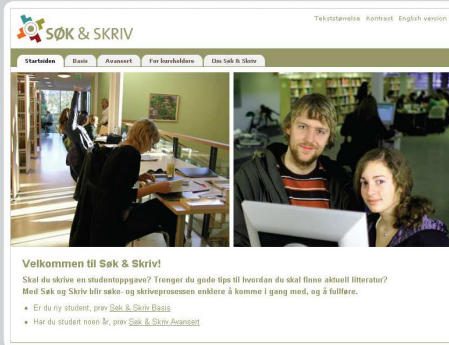 Tekststørrelse Kontrast English version
SØK & SKRIV
Startsiden Basis Avansert For kursholdere Om Søk & Skriv
Velkommen til Søk & Skriv!
Skal du skrive en studentoppgave? Trenger du gode tips til hvordan du skal finne aktuell litteratur?
Med Søk og Skriv blir søke- og skriveprosessen enklere å komme i gang med, og å fullføre.
• Er du ny student, prøv Søk & Skriv Basis
• Har du studert noen år, prøv Søk & Skriv Avansert